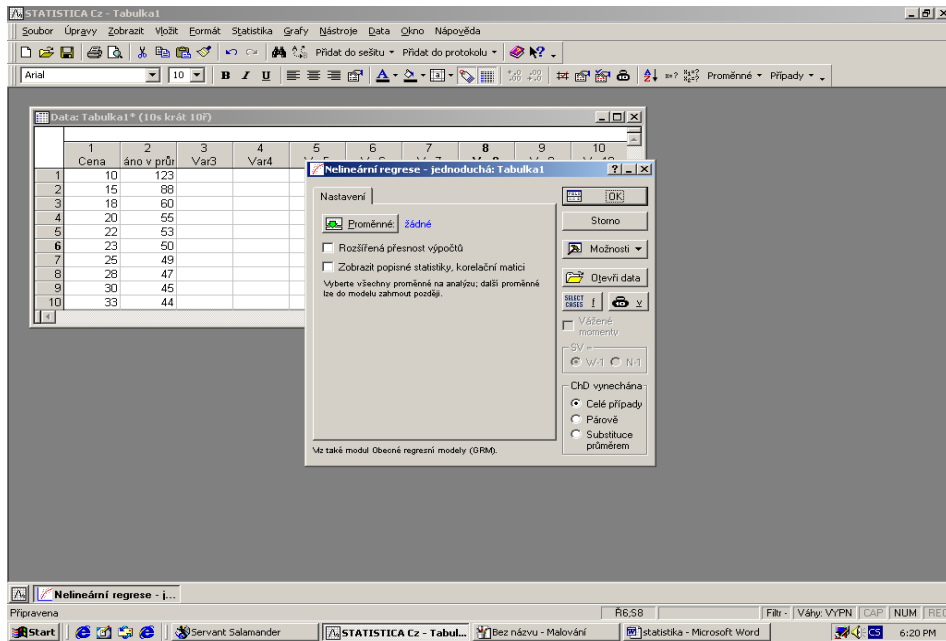 STATISTICA Cz - Tabulka1
Soubor Úpravy Zobrazit Vložit Formát Statistika Grafy Nástroje Data Okno Nápověda
Přidat do sešitu Přidat do protokolu
Arial 10 B I U Proměnné Případy
Data: Tabulka1* (10s krát 10ř)
1 2 3 4 5 6 7 8 9 10
Cena áno v průr Var3 Var4
1 10 123
2 15 88
3 18 60
4 20 55
5 22 53
6 23 50
7 25 49
8 28 47
9 30 45
10 33 44
Nelineární regrese - jednoduchá: Tabulka1
Nastavení
Proměnné: žádné
Rozšířená přesnost výpočtů
Zobrazit popisné statistiky, korelační matici
Vyberte všechny proměnné na analýzu; další proměnné
lze do modelu zahrnout později.
Viz také modul Obecné regresní modely (GRM).
OK
Storno
Možnosti
Otevři data
SELECT CASES f v
Vážené
momenty
SV =
W-1 N-1
ChD vynechána
Celé případy
Párově
Substituce
průměrem
Nelineární regrese - j...
Připravena Ř6,S8 Filtr - Váhy: VYPN CAP NUM REC
Start Servant Salamander STATISTICA Cz - Tabul... Bez názvu - Malování statistika - Microsoft Word CS 6:20 PM